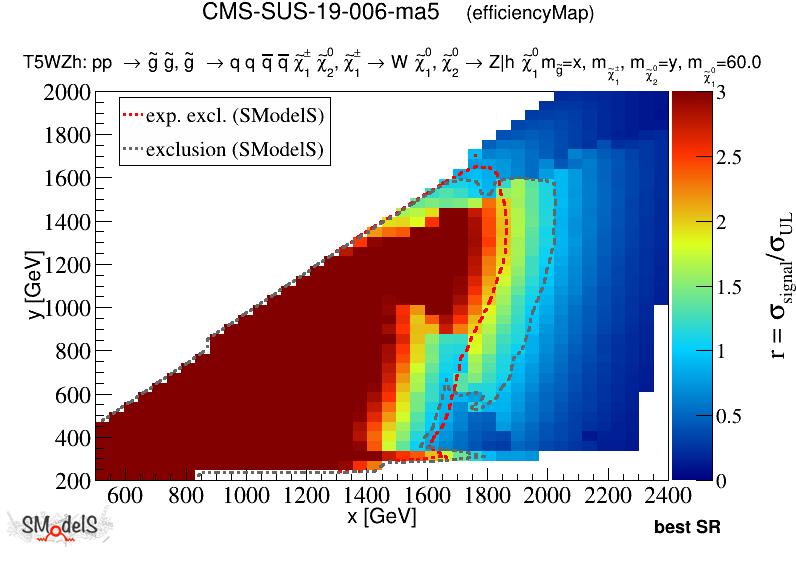 CMS-SUS-19-006-ma5 (efficiencyMap)
T5WZh: pp → g̃ g̃, g̃ → q q q̅ q̅ χ̃₁± χ̃₂⁰, χ̃₁± → W χ̃₁⁰, χ̃₂⁰ → Z|h χ̃₁⁰ m_g̃=x, m_χ̃₁±, m_χ̃₂⁰=y, m_χ̃₁⁰=60.0
exp. excl. (SModelS)
exclusion (SModelS)
y [GeV]
2000
1800
1600
1400
1200
1000
800
600
400
200
600 800 1000 1200 1400 1600 1800 2000 2200 2400
x [GeV]
3
2.5
2
1.5
1
0.5
0
r = σ_signal/σ_UL
SModelS
best SR